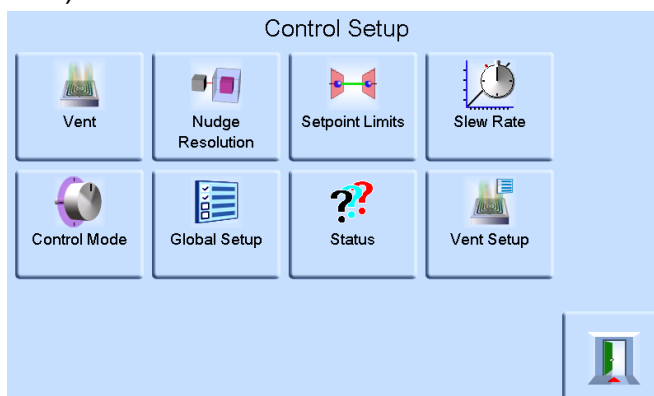 Control Setup
Vent
Nudge
Resolution
Setpoint Limits
Slew Rate
Control Mode
Global Setup
???
Status
Vent Setup